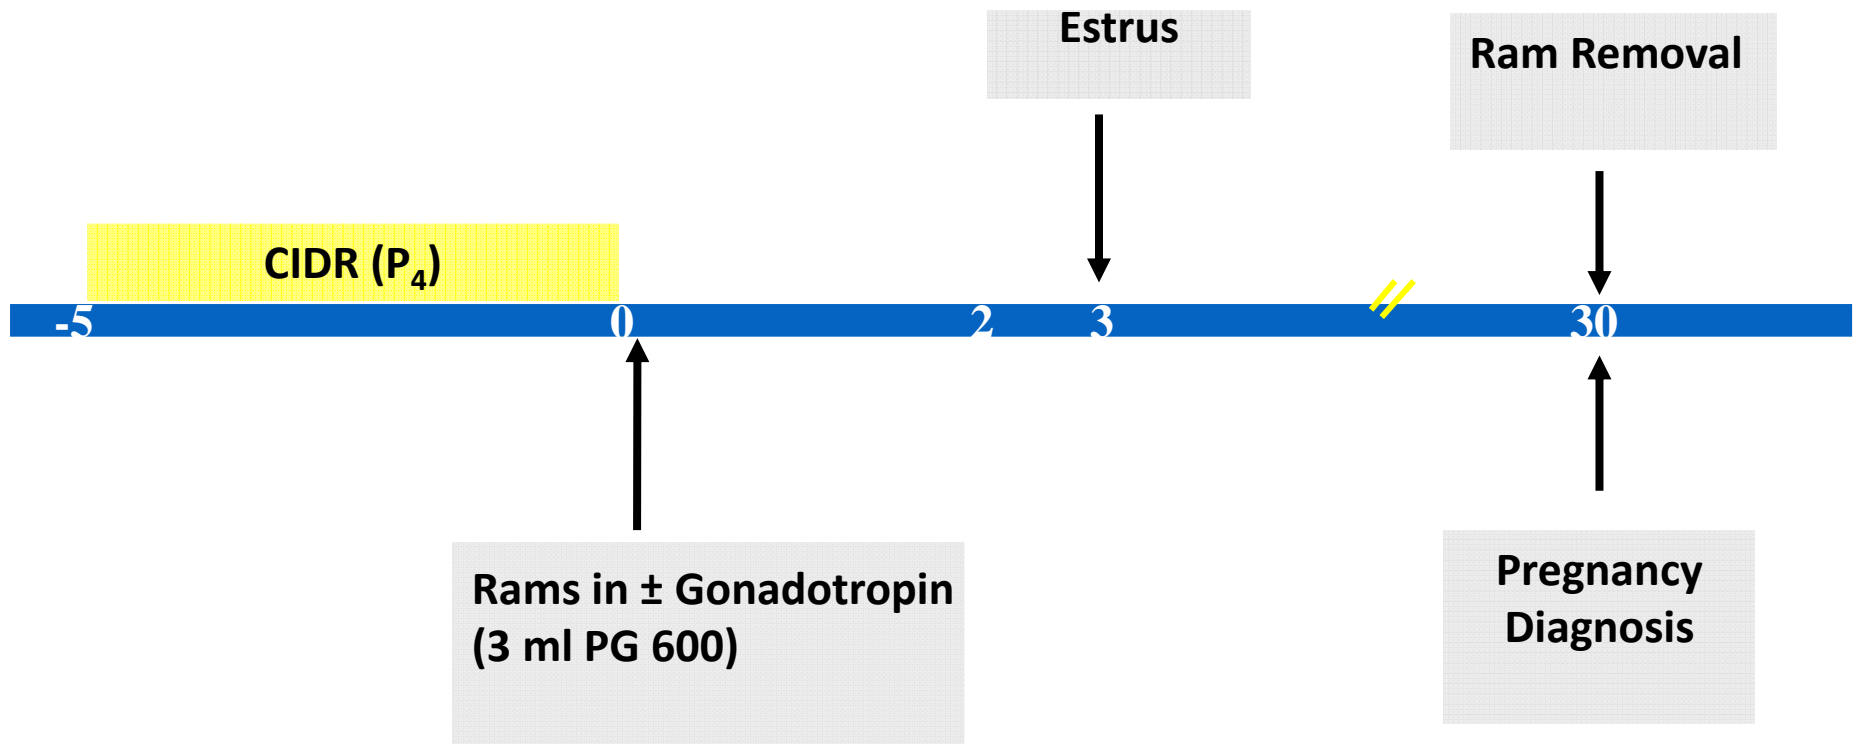 Estrus
Ram Removal
CIDR (P₄)
-5 0 2 3 30
Rams in ± Gonadotropin
(3 ml PG 600)
Pregnancy
Diagnosis